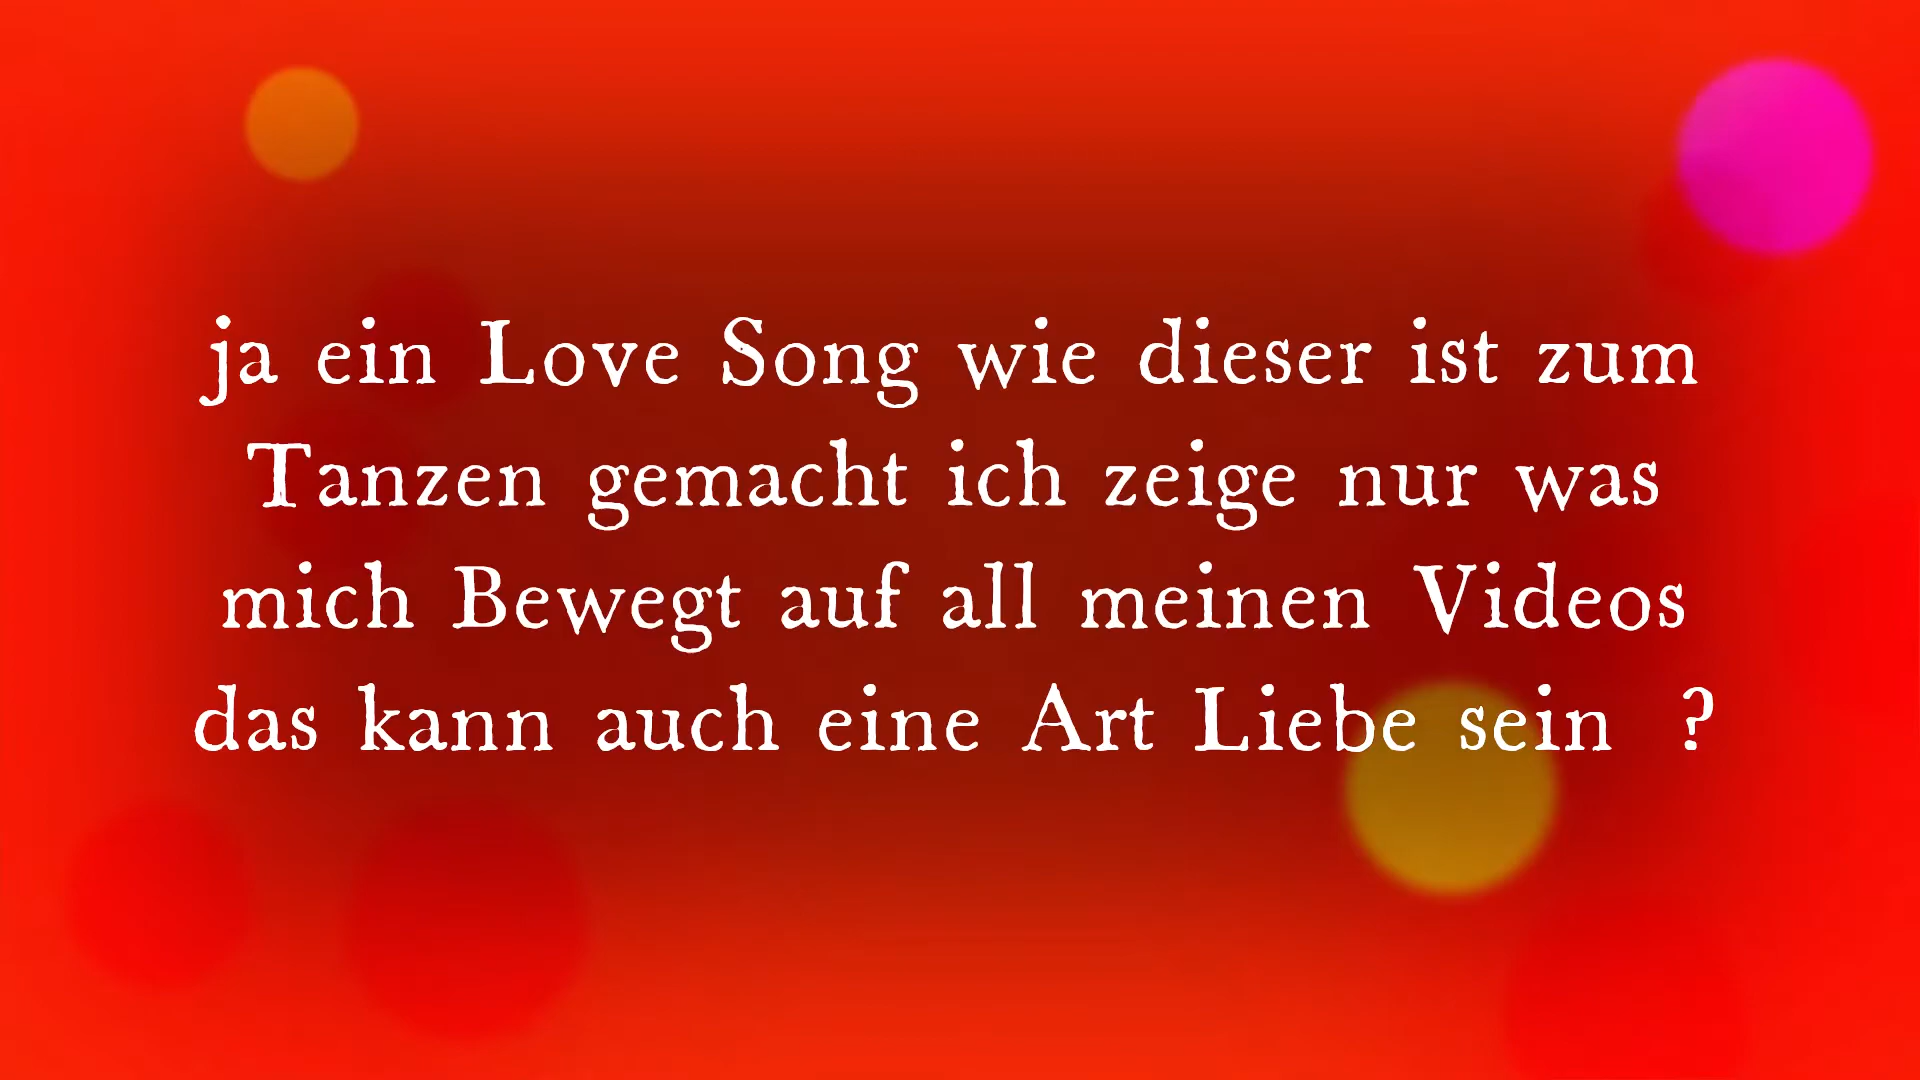 ja ein Love Song wie dieser ist zum
Tanzen gemacht ich zeige nur was
mich Bewegt auf all meinen Videos
das kann auch eine Art Liebe sein ?